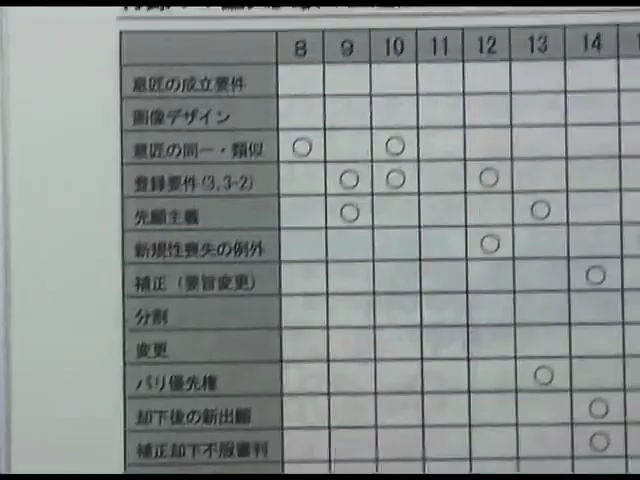 8 9 10 11 12 13 14
意匠の成立要件
画像デザイン
意匠の同一・類似 ○ ○
登録要件(3,3-2) ○ ○ ○
先願主義 ○ ○
新規性喪失の例外 ○
補正（要旨変更） ○
分割
変更
パリ優先権 ○
却下後の新出願 ○
補正却下不服審判 ○